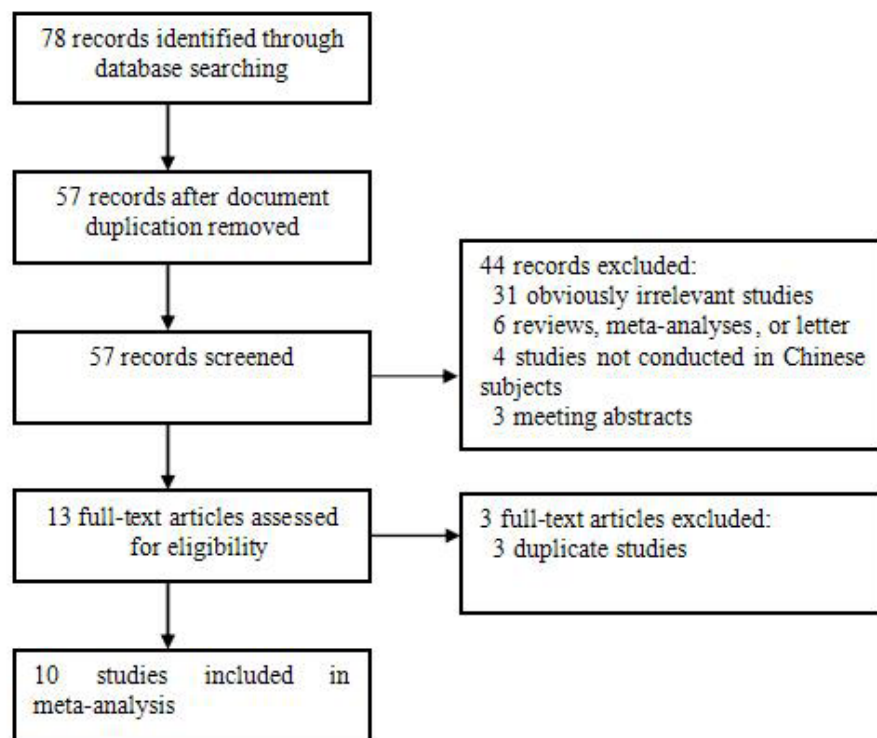 78 records identified through
database searching
57 records after document
duplication removed
44 records excluded:
31 obviously irrelevant studies
6 reviews, meta-analyses, or letter
4 studies not conducted in Chinese
subjects
3 meeting abstracts
57 records screened
13 full-text articles assessed
for eligibility
3 full-text articles excluded:
3 duplicate studies
10 studies included in
meta-analysis